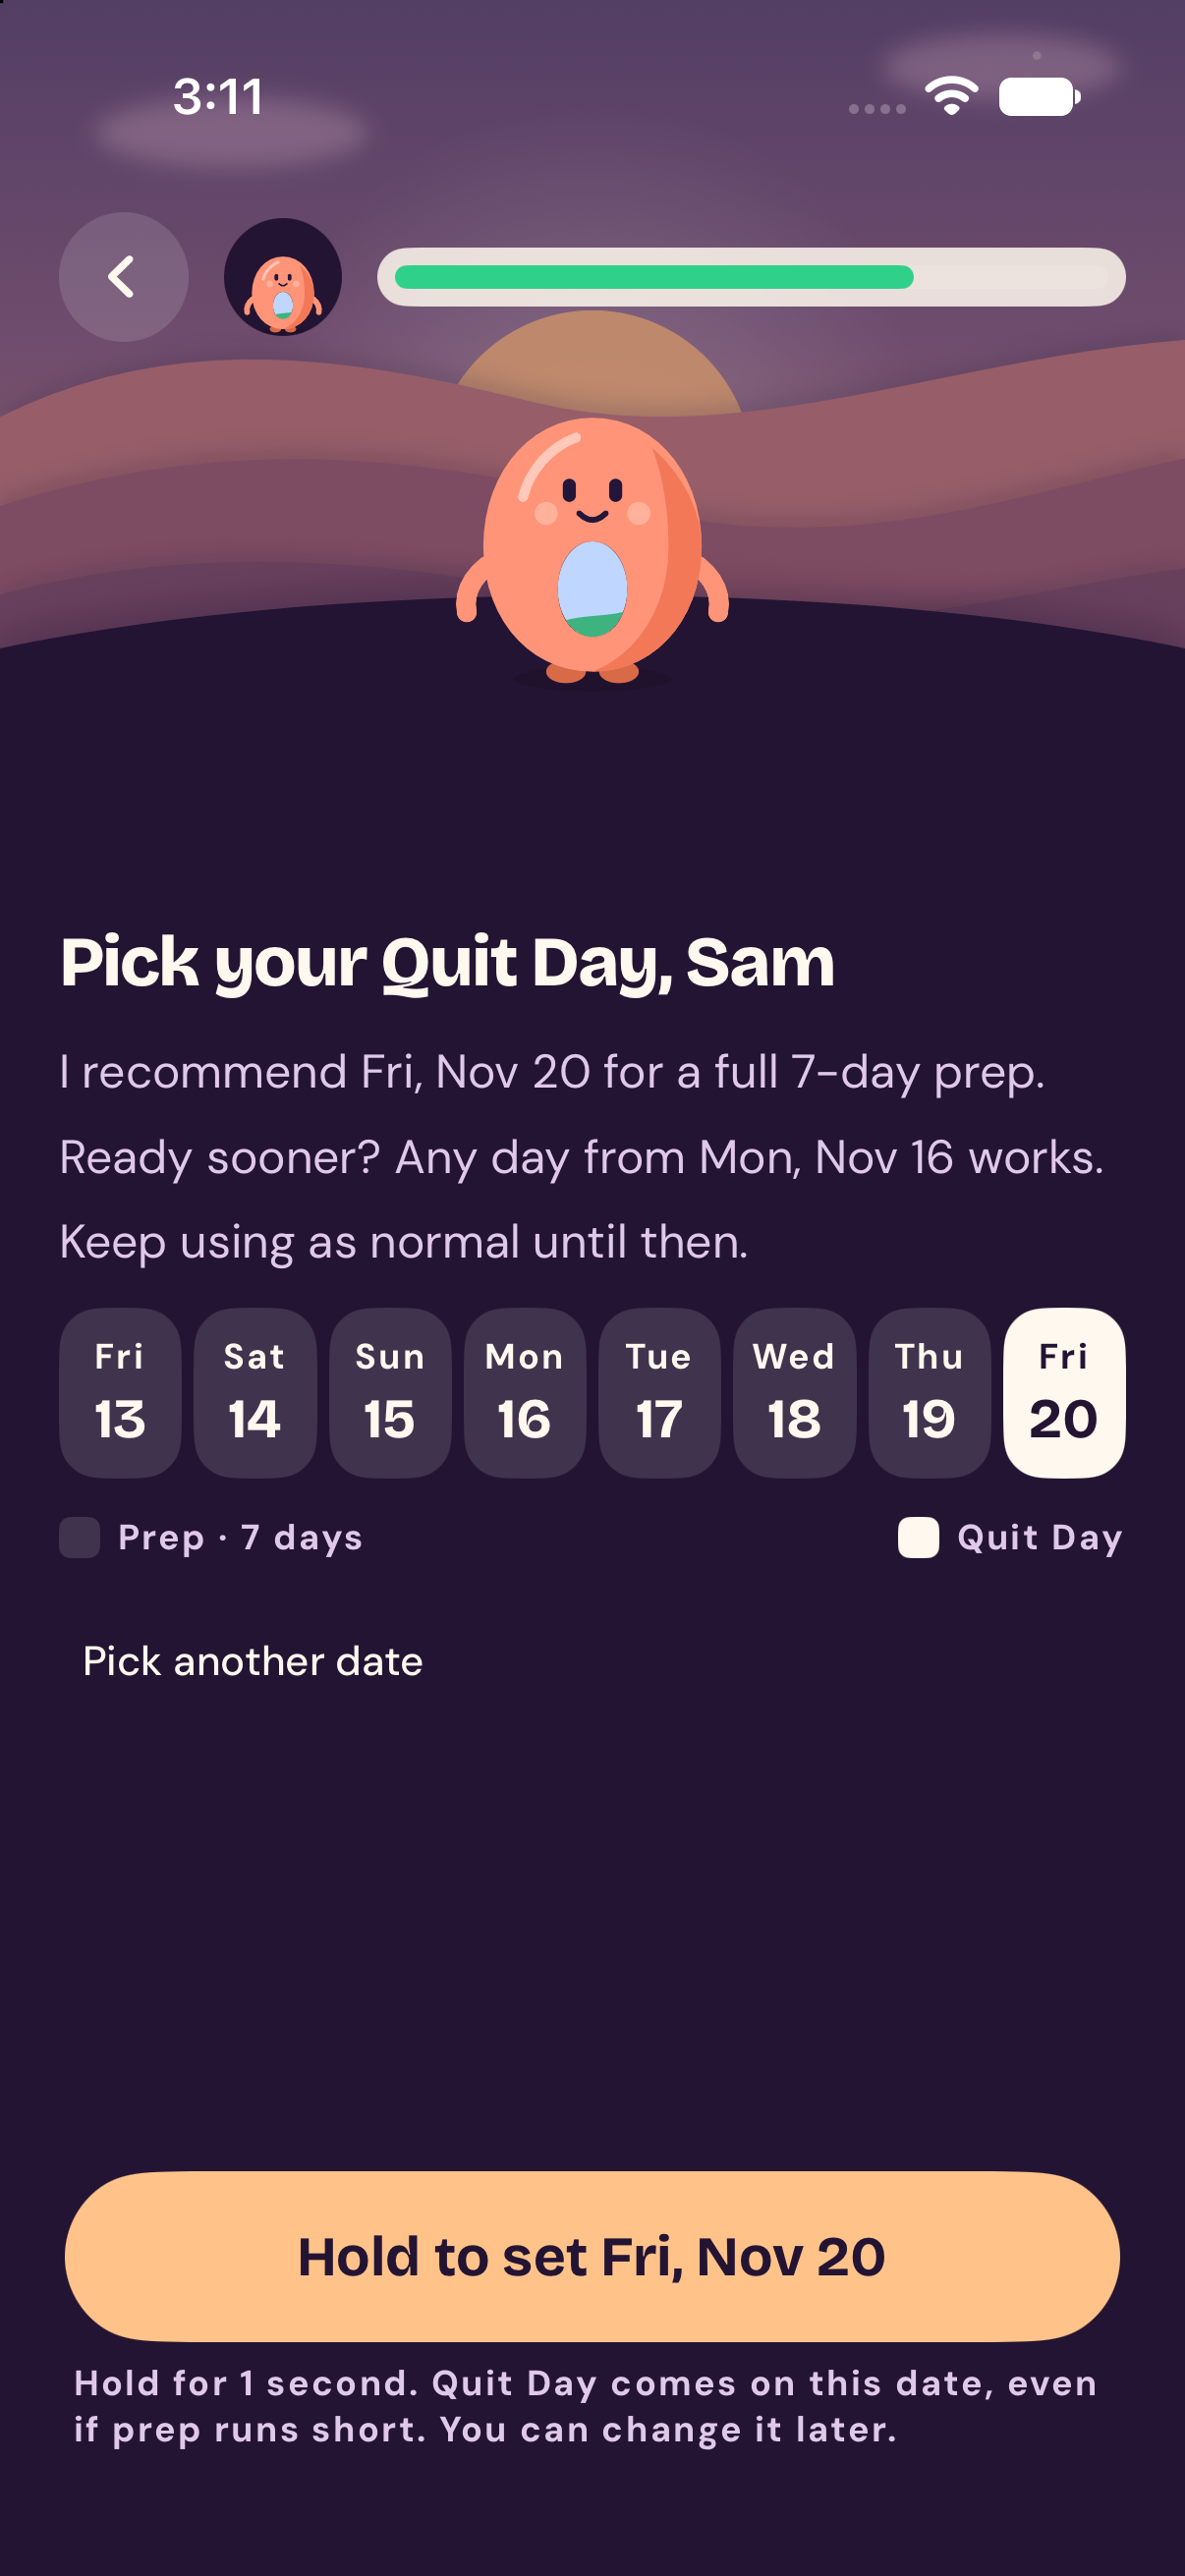 3:11
Pick your Quit Day, Sam
I recommend Fri, Nov 20 for a full 7-day prep.
Ready sooner? Any day from Mon, Nov 16 works.
Keep using as normal until then.
Fri Sat Sun Mon Tue Wed Thu Fri
13 14 15 16 17 18 19 20
Prep · 7 days Quit Day
Pick another date
Hold to set Fri, Nov 20
Hold for 1 second. Quit Day comes on this date, even
if prep runs short. You can change it later.